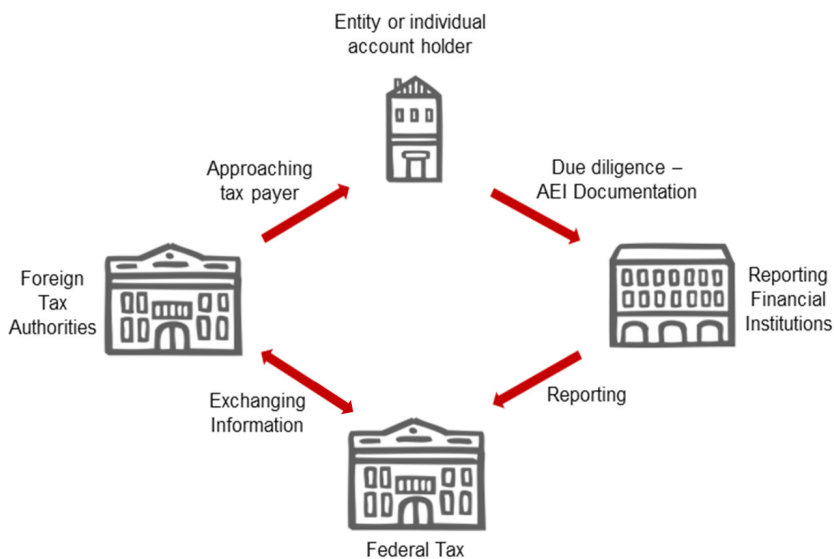 Entity or individual
account holder
Approaching
tax payer
Due diligence –
AEI Documentation
Foreign
Tax
Authorities
Reporting
Financial
Institutions
Exchanging
Information
Reporting
Federal Tax